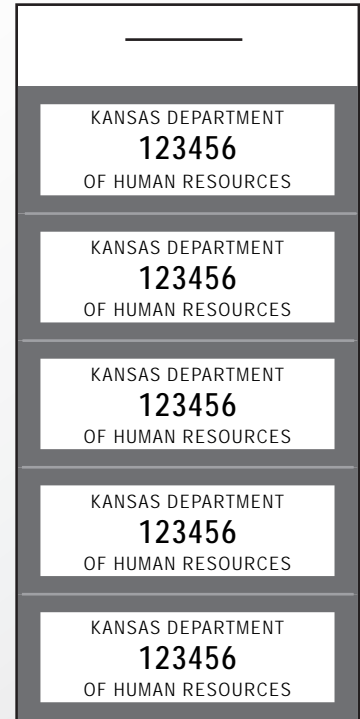 KANSAS DEPARTMENT
123456
OF HUMAN RESOURCES
KANSAS DEPARTMENT
123456
OF HUMAN RESOURCES
KANSAS DEPARTMENT
123456
OF HUMAN RESOURCES
KANSAS DEPARTMENT
123456
OF HUMAN RESOURCES
KANSAS DEPARTMENT
123456
OF HUMAN RESOURCES